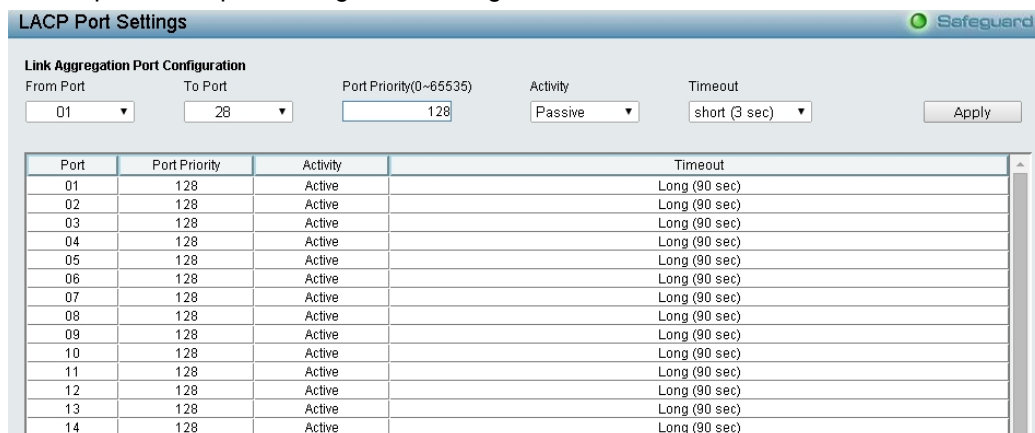 LACP Port Settings Safeguard
Link Aggregation Port Configuration
From Port To Port Port Priority(0~65535) Activity Timeout
01 28 128 Passive short (3 sec) Apply
Port Port Priority Activity Timeout
01 128 Active Long (90 sec)
02 128 Active Long (90 sec)
03 128 Active Long (90 sec)
04 128 Active Long (90 sec)
05 128 Active Long (90 sec)
06 128 Active Long (90 sec)
07 128 Active Long (90 sec)
08 128 Active Long (90 sec)
09 128 Active Long (90 sec)
10 128 Active Long (90 sec)
11 128 Active Long (90 sec)
12 128 Active Long (90 sec)
13 128 Active Long (90 sec)
14 128 Active Long (90 sec)